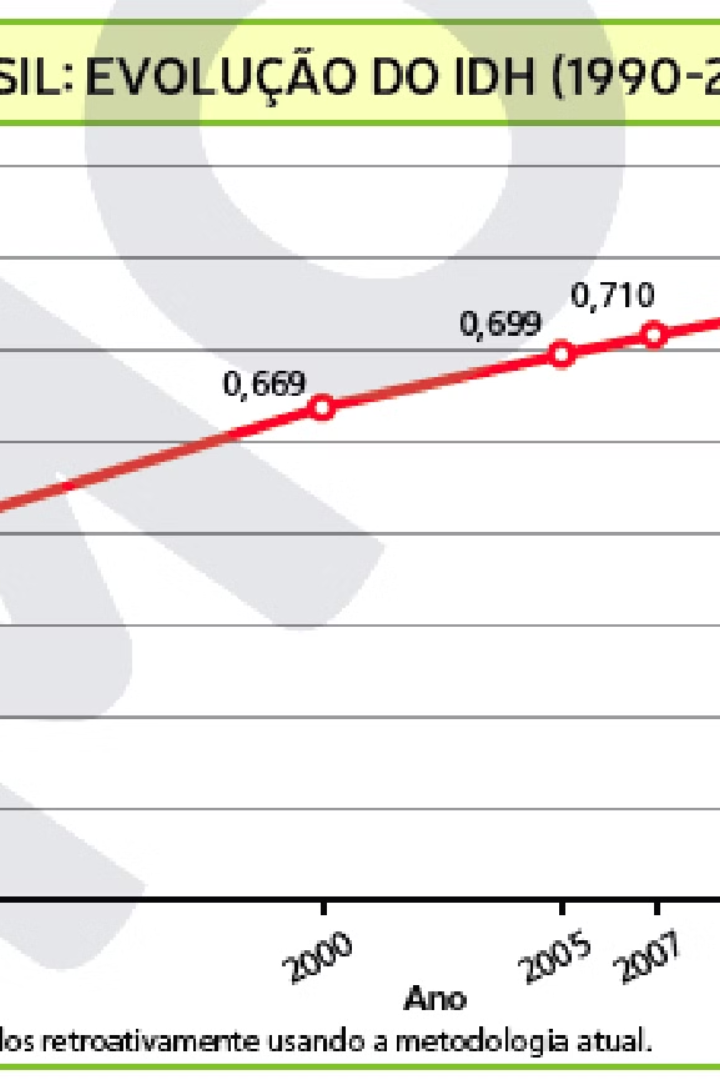 SIL: EVOLUÇÃO DO IDH (1990-2
0,710
0,699
0,669
2000
2005
2007
Ano
los retroativamente usando a metodologia atual.